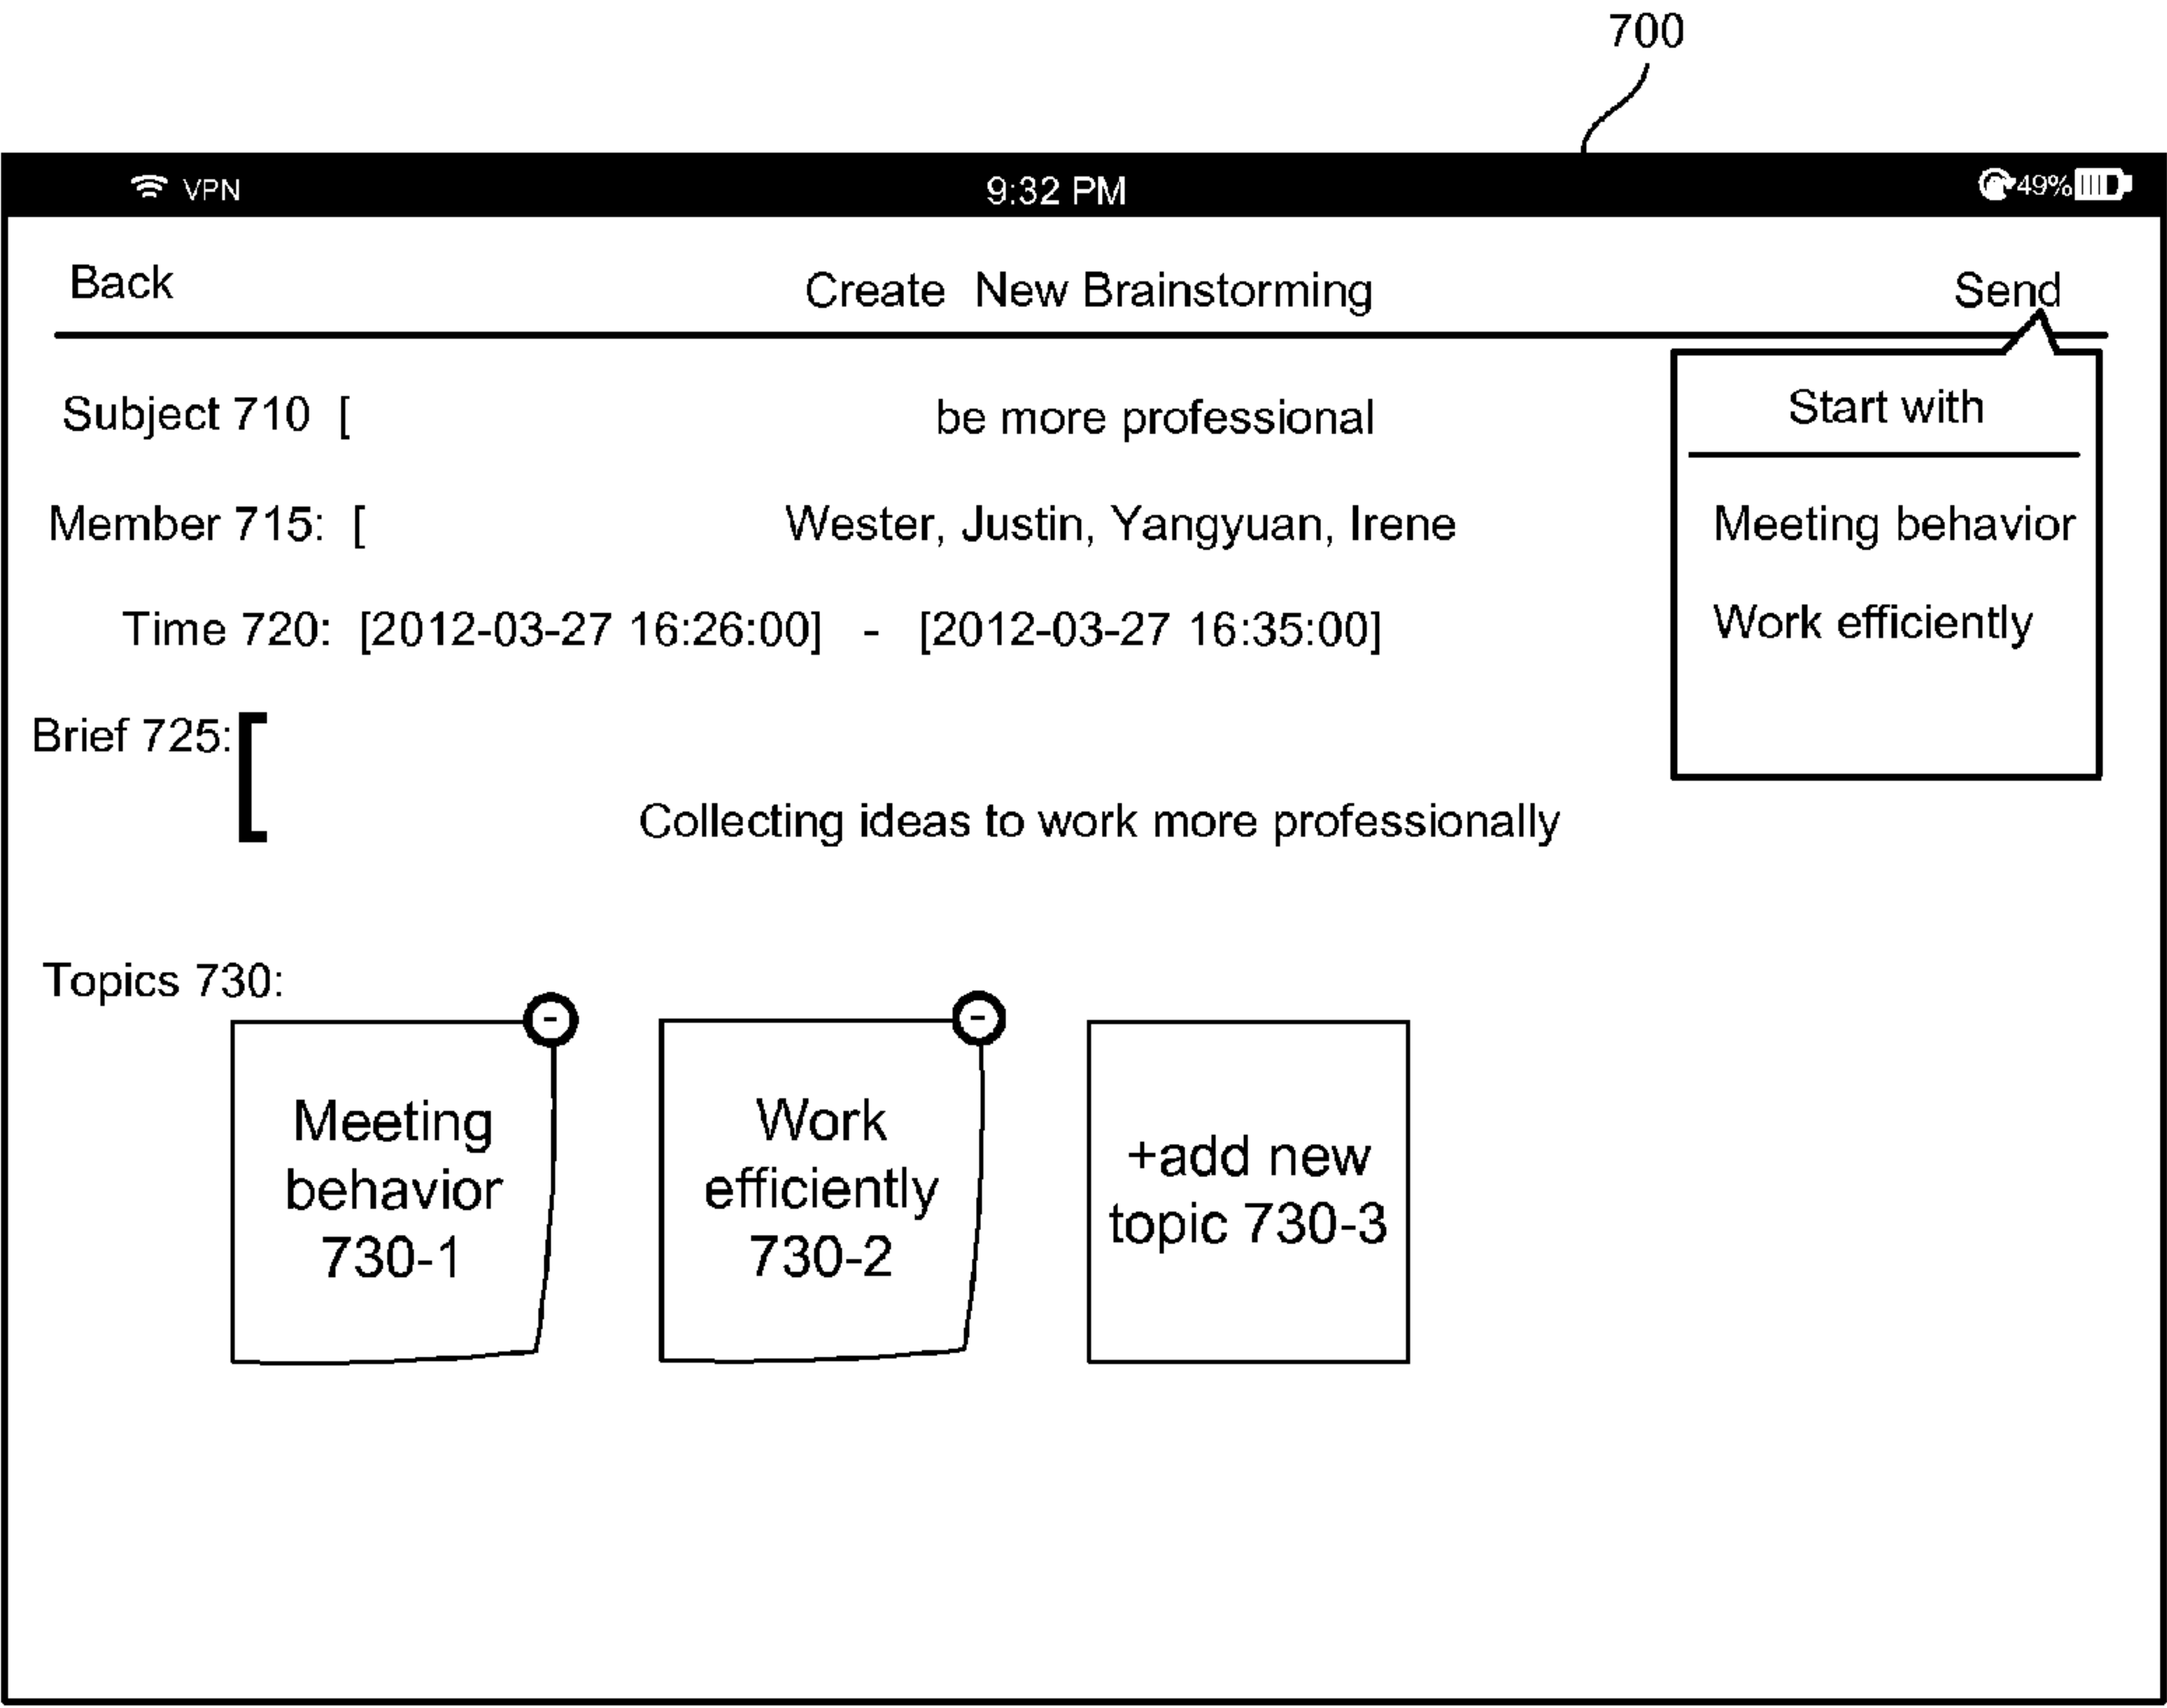 700
VPN 9:32 PM 49%
Back Create New Brainstorming Send
Subject 710 [ be more professional
Start with
Member 715: [ Wester, Justin, Yangyuan, Irene
Meeting behavior
Time 720: [2012-03-27 16:26:00] - [2012-03-27 16:35:00]
Work efficiently
Brief 725: [
Collecting ideas to work more professionally
Topics 730:
-
Meeting
behavior
730-1
-
Work
efficiently
730-2
+add new
topic 730-3